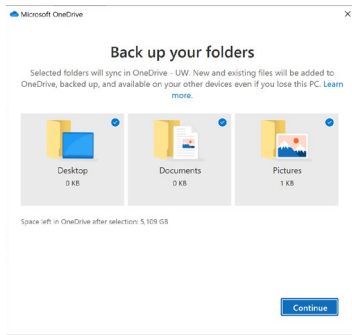 Microsoft OneDrive
Back up your folders
Selected folders will sync in OneDrive - UW. New and existing files will be added to
OneDrive, backed up, and available on your other devices even if you lose this PC. Learn
more.
Desktop
0 KB
Documents
0 KB
Pictures
1 KB
Space left in OneDrive after selection: 5,109 GB
Continue